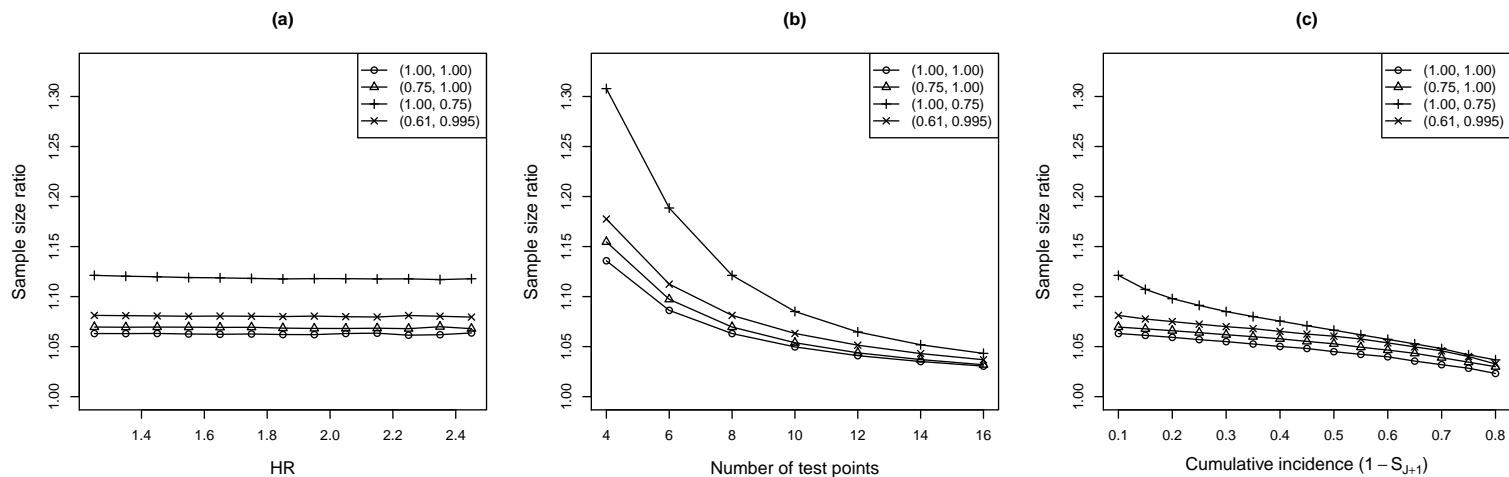 (a)
Sample size ratio
1.30
1.25
1.20
1.15
1.10
1.05
1.00
(1.00, 1.00)
(0.75, 1.00)
(1.00, 0.75)
(0.61, 0.995)
1.4 1.6 1.8 2.0 2.2 2.4
HR
(b)
Sample size ratio
1.30
1.25
1.20
1.15
1.10
1.05
1.00
(1.00, 1.00)
(0.75, 1.00)
(1.00, 0.75)
(0.61, 0.995)
4 6 8 10 12 14 16
Number of test points
(c)
Sample size ratio
1.30
1.25
1.20
1.15
1.10
1.05
1.00
(1.00, 1.00)
(0.75, 1.00)
(1.00, 0.75)
(0.61, 0.995)
0.1 0.2 0.3 0.4 0.5 0.6 0.7 0.8
Cumulative incidence (1 − S_{J+1})